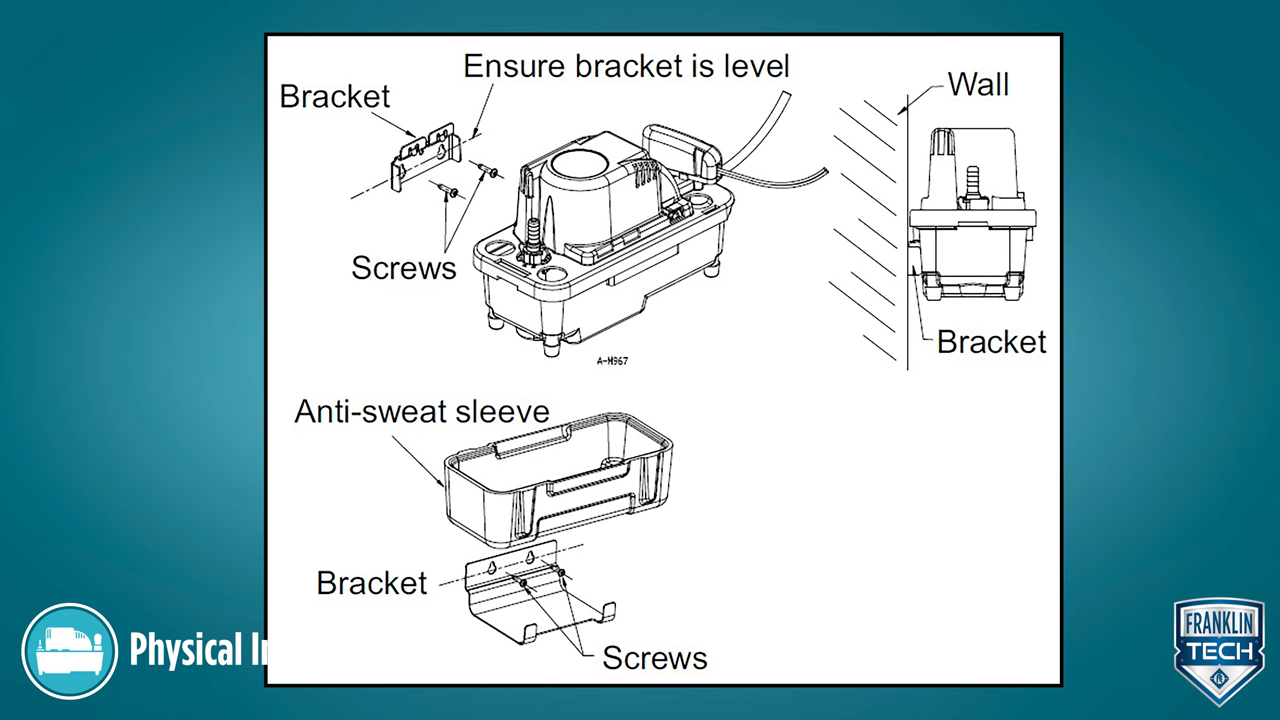 Ensure bracket is level
Bracket
Wall
Screws
Bracket
A-M967
Anti-sweat sleeve
Bracket
Screws
Physical In
FRANKLIN
TECH